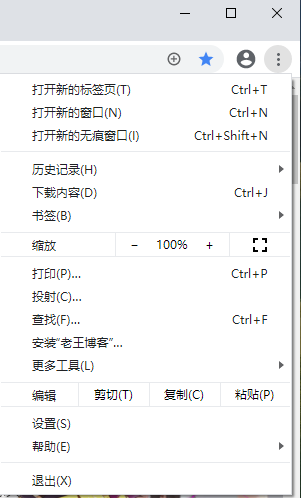 打开新的标签页(T) Ctrl+T
打开新的窗口(N) Ctrl+N
打开新的无痕窗口(I) Ctrl+Shift+N
历史记录(H)
下载内容(D) Ctrl+J
书签(B)
缩放 − 100% +
打印(P)... Ctrl+P
投射(C)...
查找(F)... Ctrl+F
安装“老王博客”...
更多工具(L)
编辑 剪切(T) 复制(C) 粘贴(P)
设置(S)
帮助(E)
退出(X)